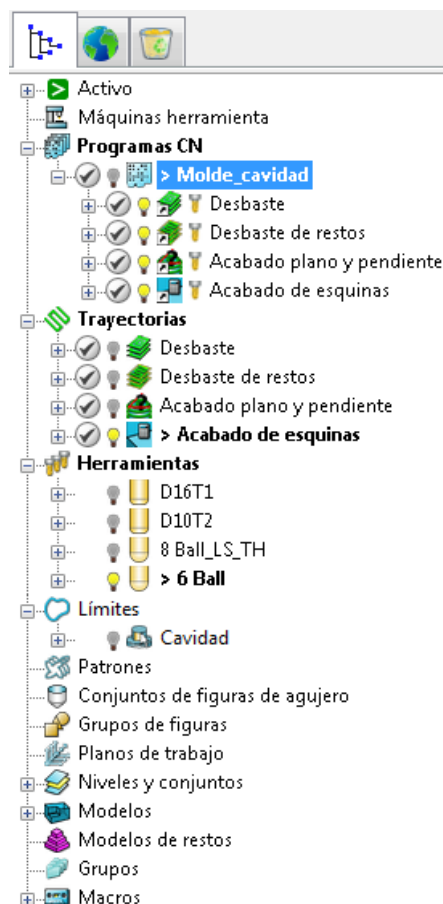 Activo
Máquinas herramienta
Programas CN
> Molde_cavidad
Desbaste
Desbaste de restos
Acabado plano y pendiente
Acabado de esquinas
Trayectorias
Desbaste
Desbaste de restos
Acabado plano y pendiente
> Acabado de esquinas
Herramientas
D16T1
D10T2
8 Ball_LS_TH
> 6 Ball
Límites
Cavidad
Patrones
Conjuntos de figuras de agujero
Grupos de figuras
Planos de trabajo
Niveles y conjuntos
Modelos
Modelos de restos
Grupos
Macros